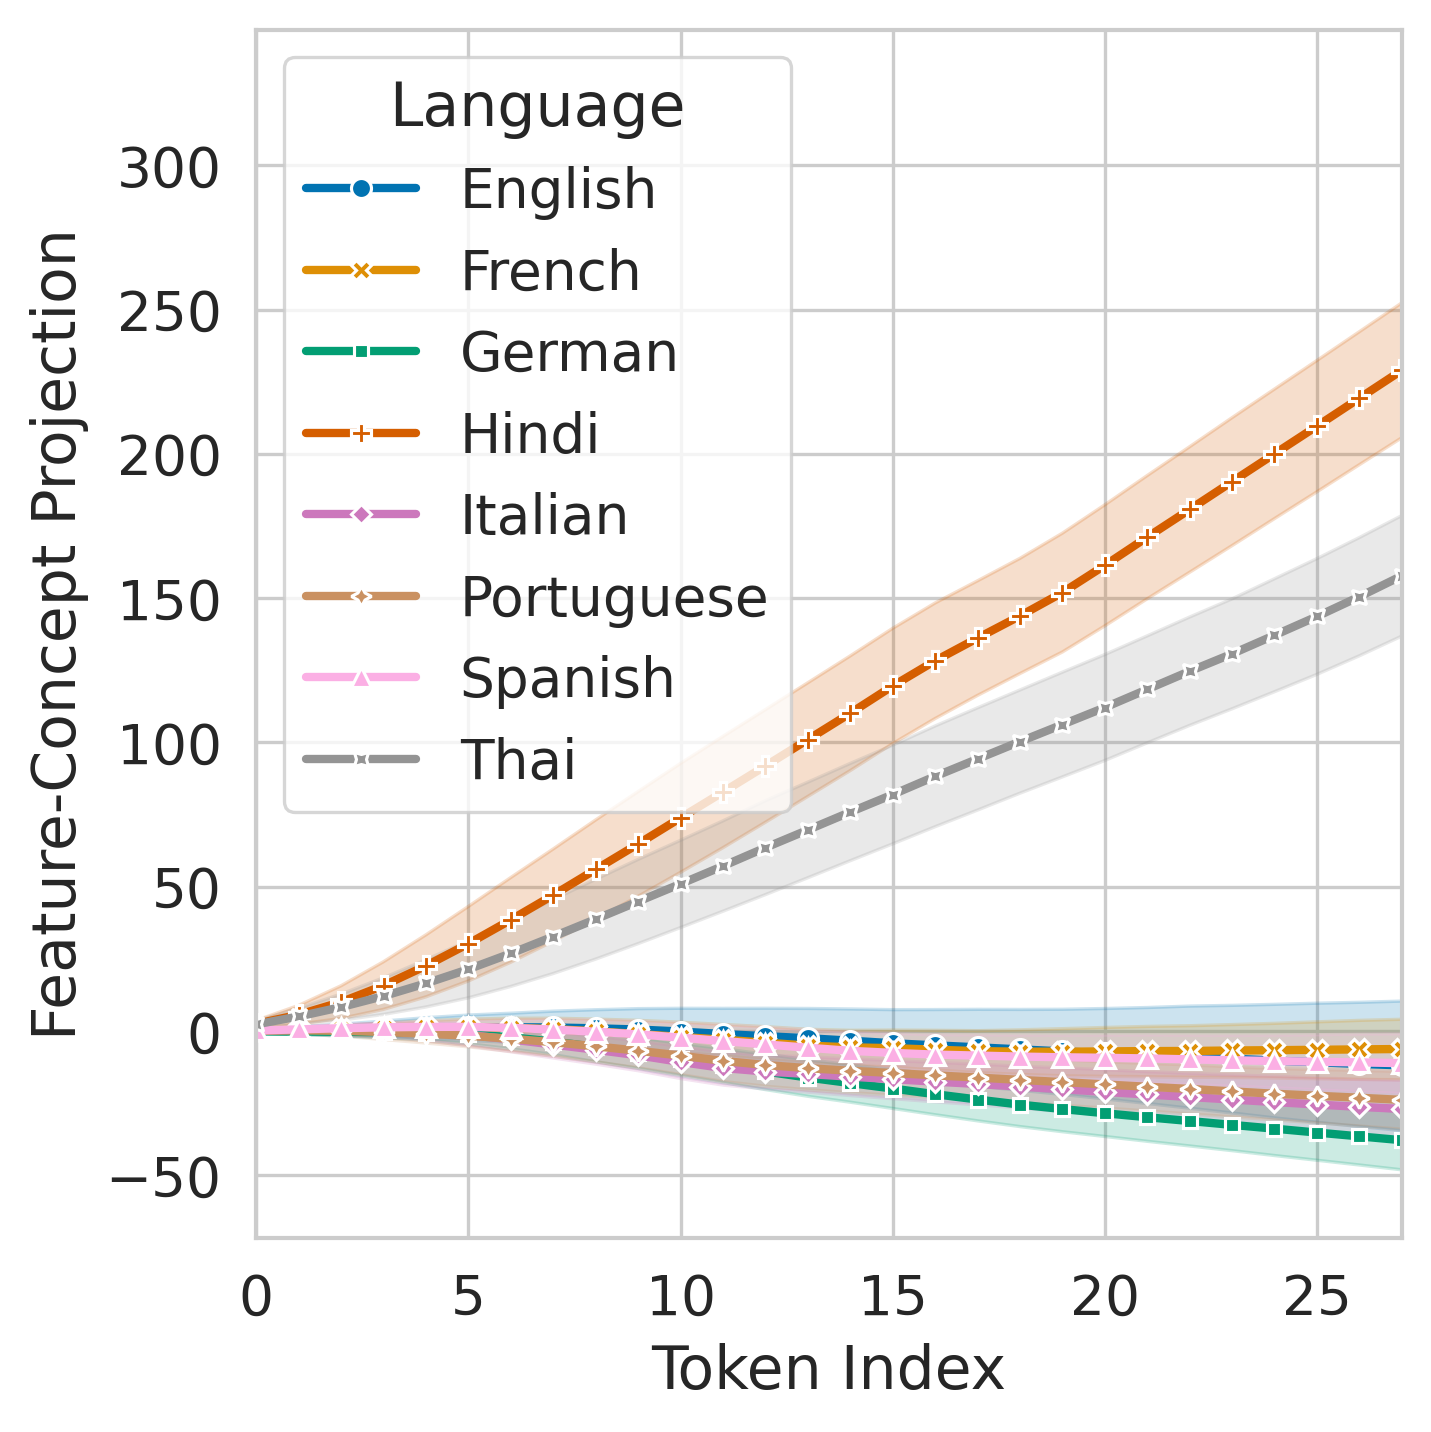 Language
English
French
German
Hindi
Italian
Portuguese
Spanish
Thai
Feature-Concept Projection
300
250
200
150
100
50
0
−50
0 5 10 15 20 25
Token Index